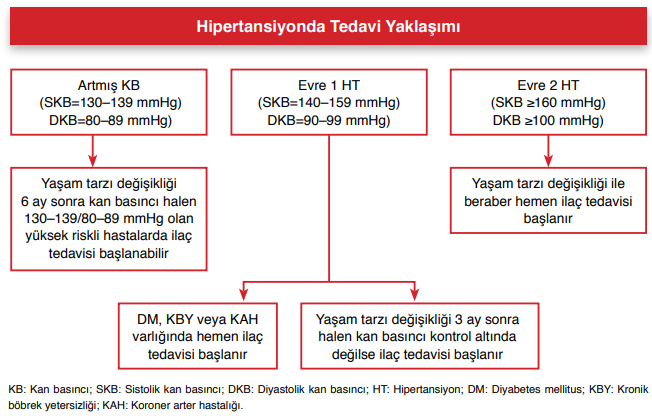 Hipertansiyonda Tedavi Yaklaşımı
Artmış KB
(SKB=130–139 mmHg)
DKB=80–89 mmHg)
Evre 1 HT
(SKB=140–159 mmHg)
DKB=90–99 mmHg)
Evre 2 HT
(SKB ≥160 mmHg)
DKB ≥100 mmHg)
Yaşam tarzı değişikliği
6 ay sonra kan basıncı halen
130–139/80–89 mmHg olan
yüksek riskli hastalarda ilaç
tedavisi başlanabilir
Yaşam tarzı değişikliği ile
beraber hemen ilaç tedavisi
başlanır
DM, KBY veya KAH
varlığında hemen ilaç
tedavisi başlanır
Yaşam tarzı değişikliği 3 ay sonra
halen kan basıncı kontrol altında
değilse ilaç tedavisi başlanır
KB: Kan basıncı; SKB: Sistolik kan basıncı; DKB: Diyastolik kan basıncı; HT: Hipertansiyon; DM: Diyabetes mellitus; KBY: Kronik
böbrek yetersizliği; KAH: Koroner arter hastalığı.